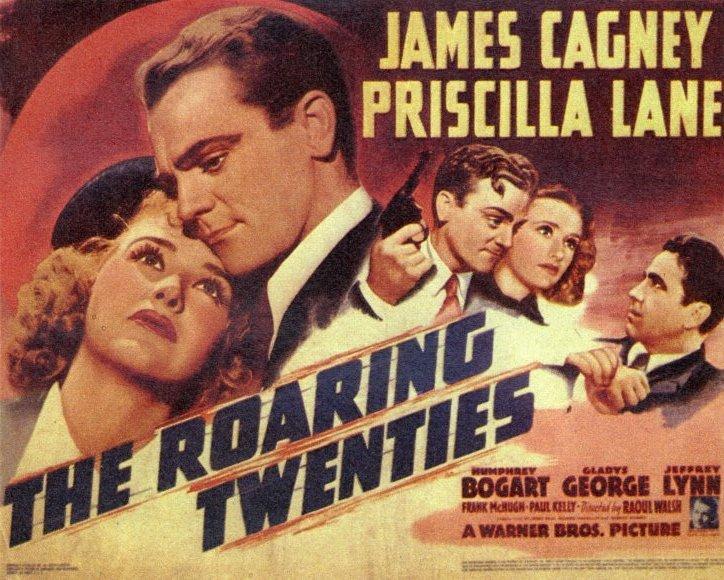 JAMES CAGNEY
PRISCILLA LANE
THE ROARING
TWENTIES
HUMPHREY BOGART
GLADYS GEORGE
JEFFREY LYNN
FRANK McHUGH - PAUL KELLY - Directed by RAOUL WALSH
A WARNER BROS. PICTURE